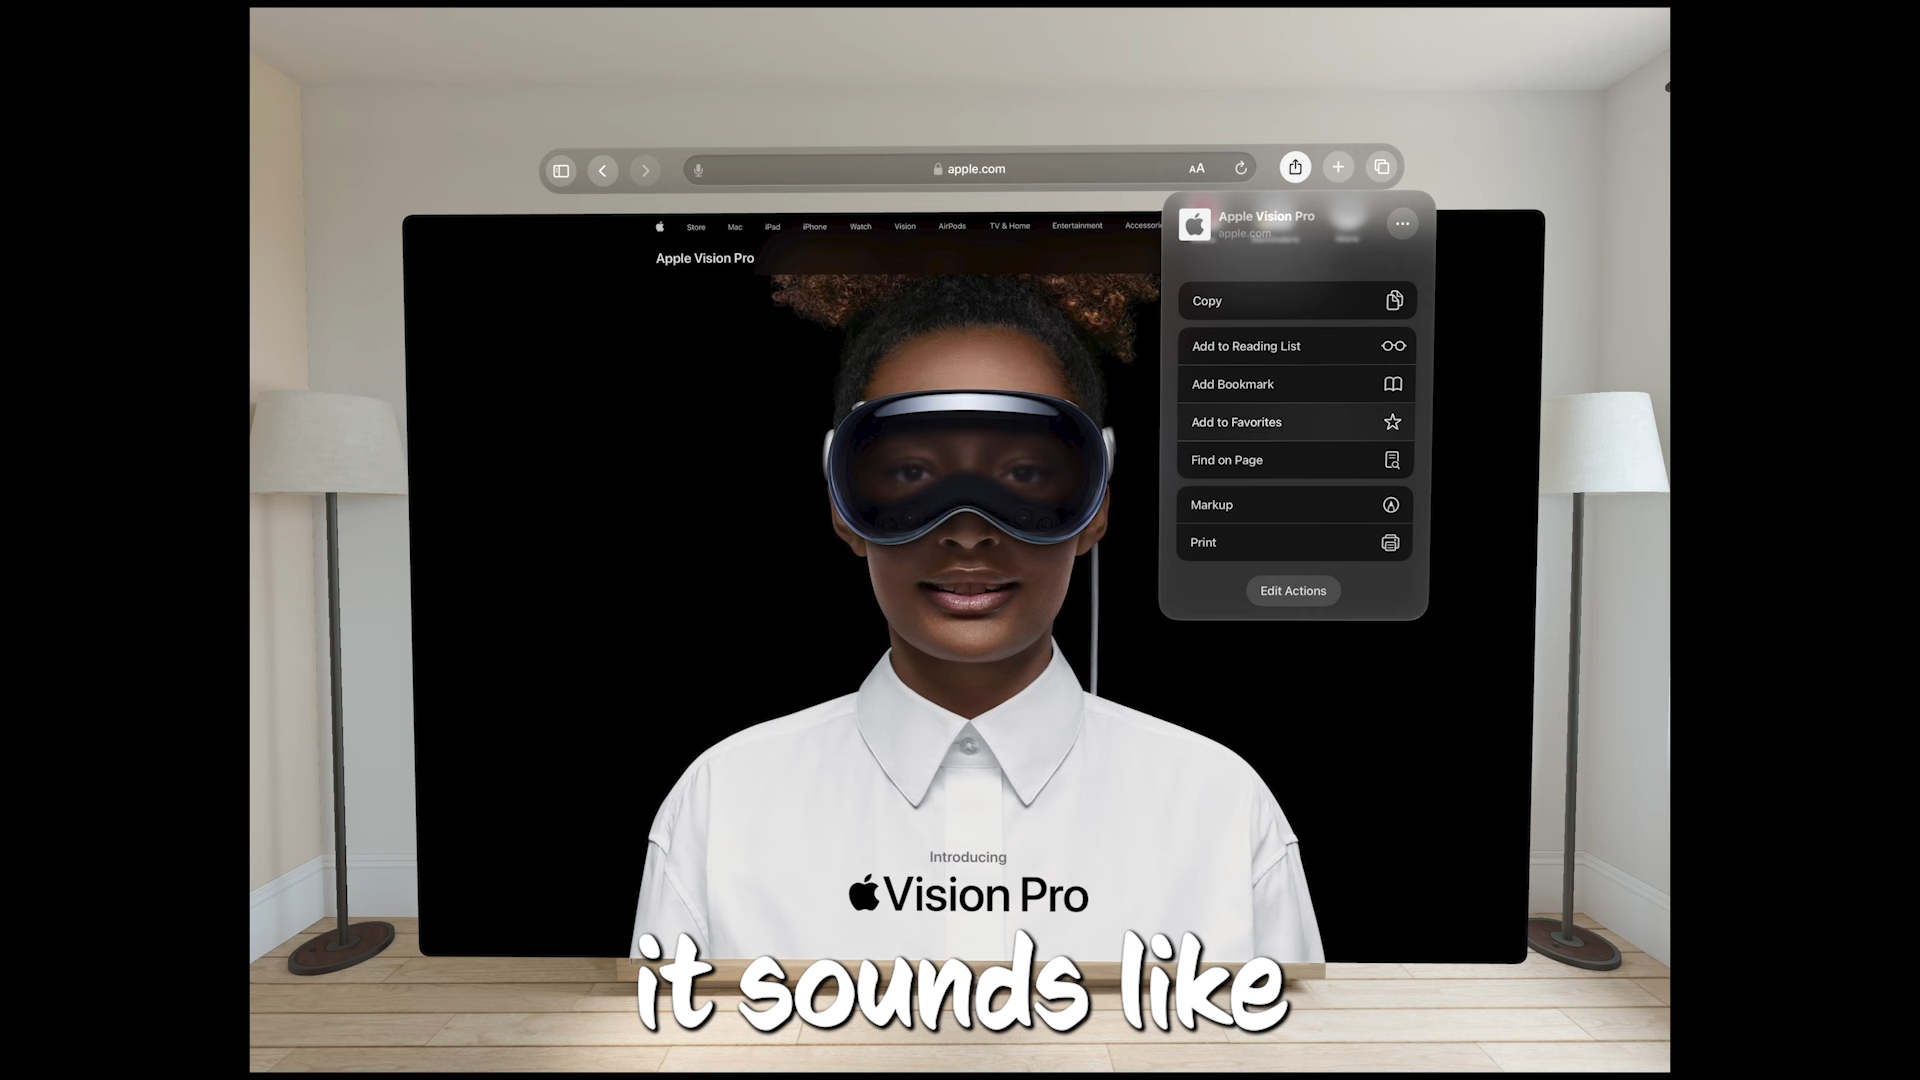 apple.com
AA
Store Mac iPad iPhone Watch Vision AirPods TV & Home Entertainment
Apple Vision Pro
Apple Vision Pro
apple.com
Copy
Add to Reading List
Add Bookmark
Add to Favorites
Find on Page
Markup
Print
Edit Actions
Introducing
Vision Pro
it sounds like